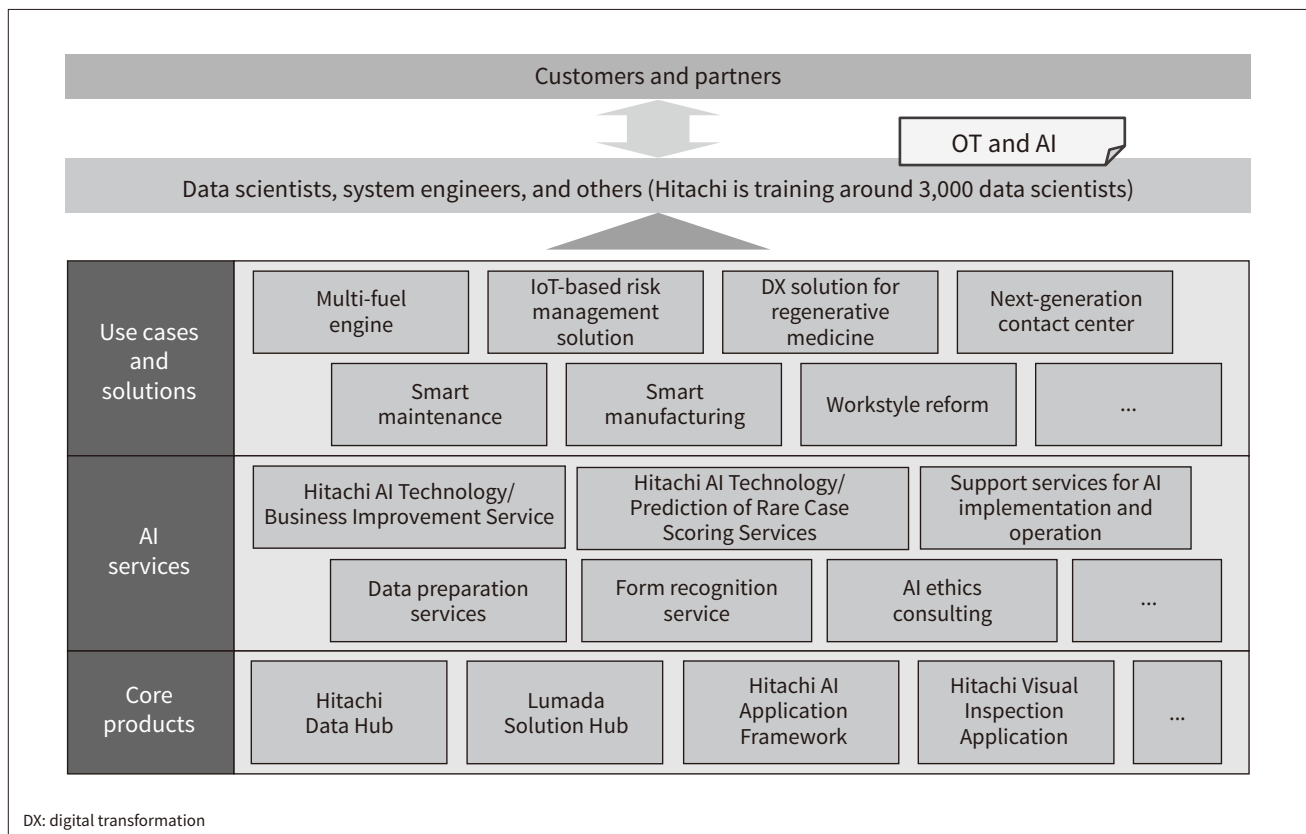 Customers and partners
OT and AI
Data scientists, system engineers, and others (Hitachi is training around 3,000 data scientists)
Use cases
and
solutions
Multi-fuel
engine
IoT-based risk
management
solution
DX solution for
regenerative
medicine
Next-generation
contact center
Smart
maintenance
Smart
manufacturing
Workstyle reform
...
AI
services
Hitachi AI Technology/
Business Improvement Service
Hitachi AI Technology/
Prediction of Rare Case
Scoring Services
Support services for AI
implementation and
operation
Data preparation
services
Form recognition
service
AI ethics
consulting
...
Core
products
Hitachi
Data Hub
Lumada
Solution Hub
Hitachi AI
Application
Framework
Hitachi Visual
Inspection
Application
...
DX: digital transformation